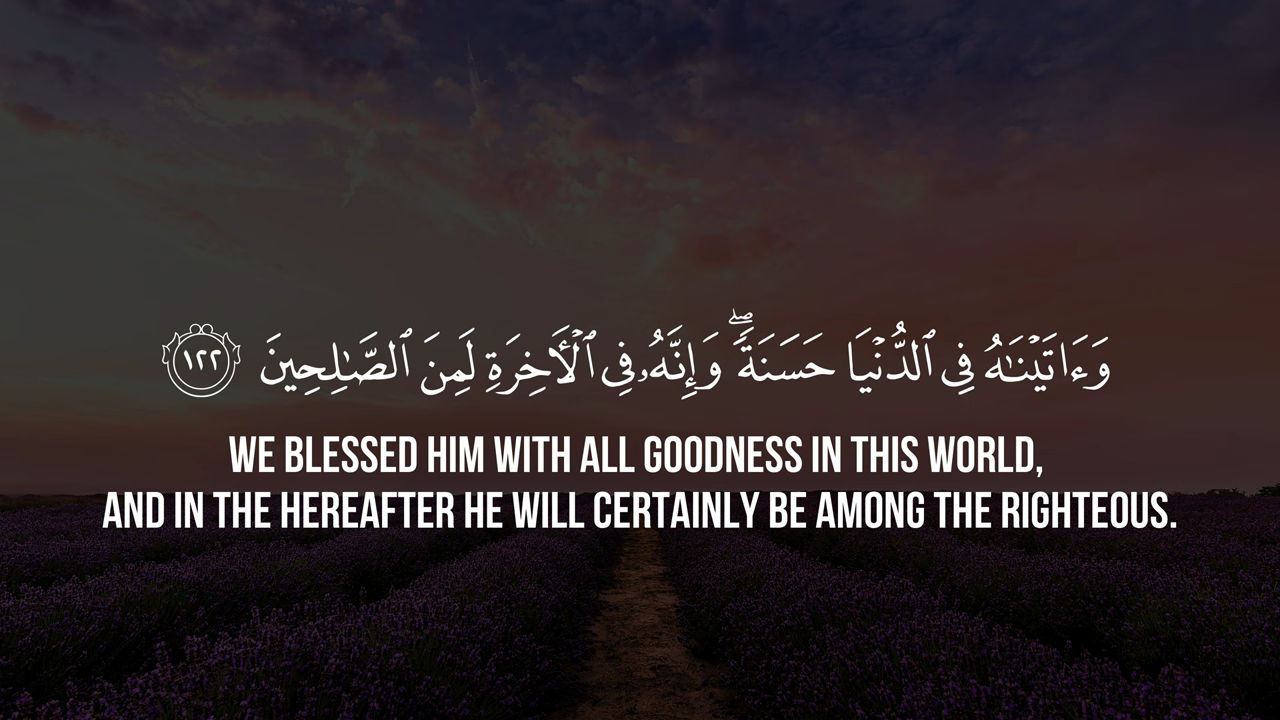 وَءَاتَيْنَـٰهُ فِى ٱلدُّنْيَا حَسَنَةًۖ وَإِنَّهُۥ فِى ٱلْـَٔاخِرَةِ لَمِنَ ٱلصَّـٰلِحِينَ ١٢٢
WE BLESSED HIM WITH ALL GOODNESS IN THIS WORLD,
AND IN THE HEREAFTER HE WILL CERTAINLY BE AMONG THE RIGHTEOUS.